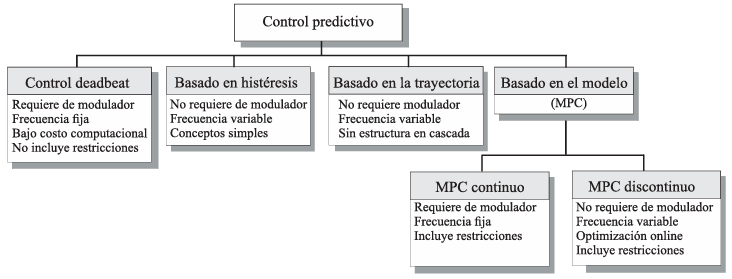 Control predictivo
Control deadbeat
Requiere de modulador
Frecuencia fija
Bajo costo computacional
No incluye restricciones
Basado en histéresis
No requiere de modulador
Frecuencia variable
Conceptos simples
Basado en la trayectoria
No requiere modulador
Frecuencia variable
Sin estructura en cascada
Basado en el modelo
(MPC)
MPC continuo
Requiere de modulador
Frecuencia fija
Incluye restricciones
MPC discontinuo
No requiere de modulador
Frecuencia variable
Optimización online
Incluye restricciones